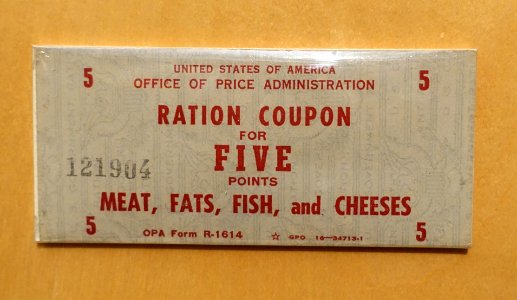 5 UNITED STATES OF AMERICA 5
OFFICE OF PRICE ADMINISTRATION
RATION COUPON
FOR
FIVE
121904
POINTS
MEAT, FATS, FISH, and CHEESES
5 5
OPA Form R-1614 ☆ GPO 16—34713-1